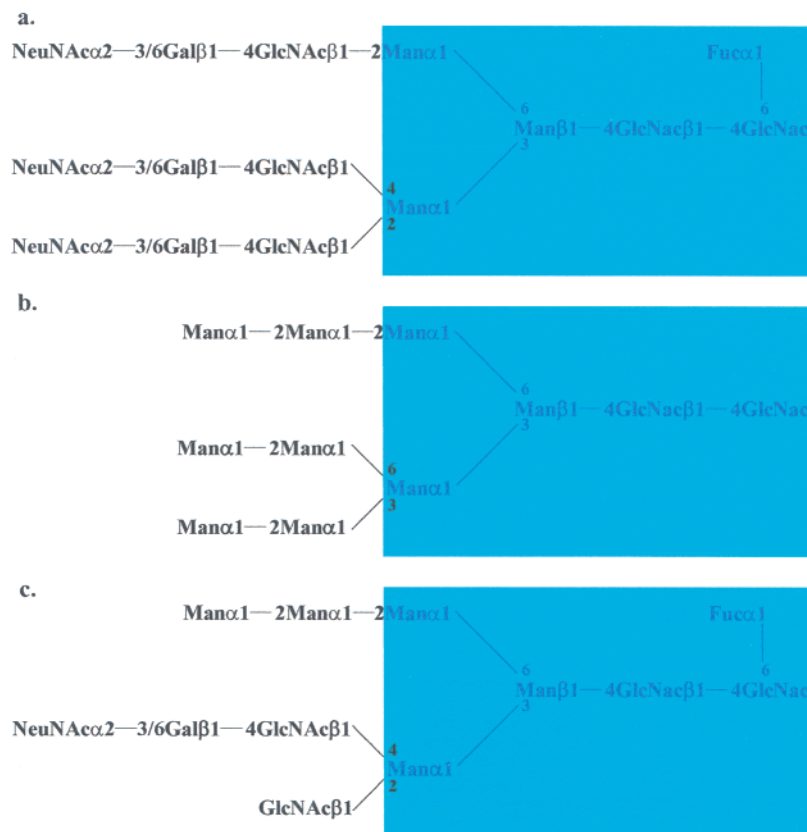 a.
NeuNAcα2—3/6Galβ1—4GlcNAcβ1—2Manα1 Fucα1
6 6
Manβ1—4GlcNacβ1—4GlcNac
3
NeuNAcα2—3/6Galβ1—4GlcNAcβ1
4
Manα1
2
NeuNAcα2—3/6Galβ1—4GlcNAcβ1
b.
Manα1—2Manα1—2Manα1
6
Manβ1—4GlcNacβ1—4GlcNac
3
Manα1—2Manα1
6
Manα1
3
Manα1—2Manα1
c.
Manα1—2Manα1—2Manα1 Fucα1
6 6
Manβ1—4GlcNacβ1—4GlcNac
3
NeuNAcα2—3/6Galβ1—4GlcNAcβ1
4
Manα1
2
GlcNAcβ1